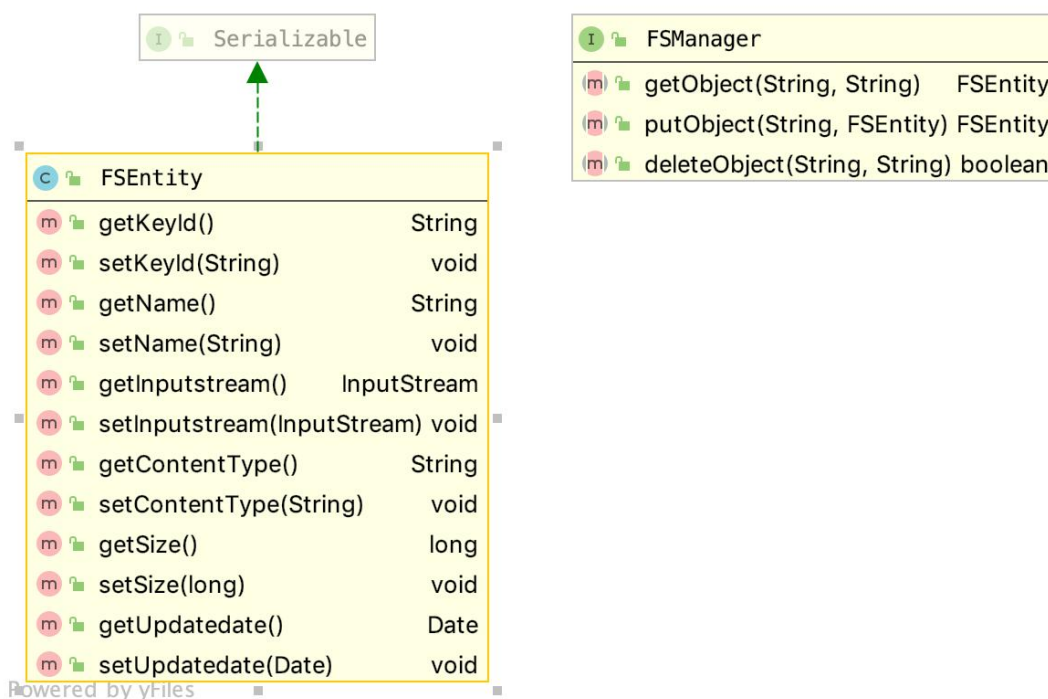 I Serializable
C FSEntity
m getKeyId() String
m setKeyId(String) void
m getName() String
m setName(String) void
m getInputstream() InputStream
m setInputstream(InputStream) void
m getContentType() String
m setContentType(String) void
m getSize() long
m setSize(long) void
m getUpdatedate() Date
m setUpdatedate(Date) void
Powered by yFiles
I FSManager
m getObject(String, String) FSEntity
m putObject(String, FSEntity) FSEntity
m deleteObject(String, String) boolean